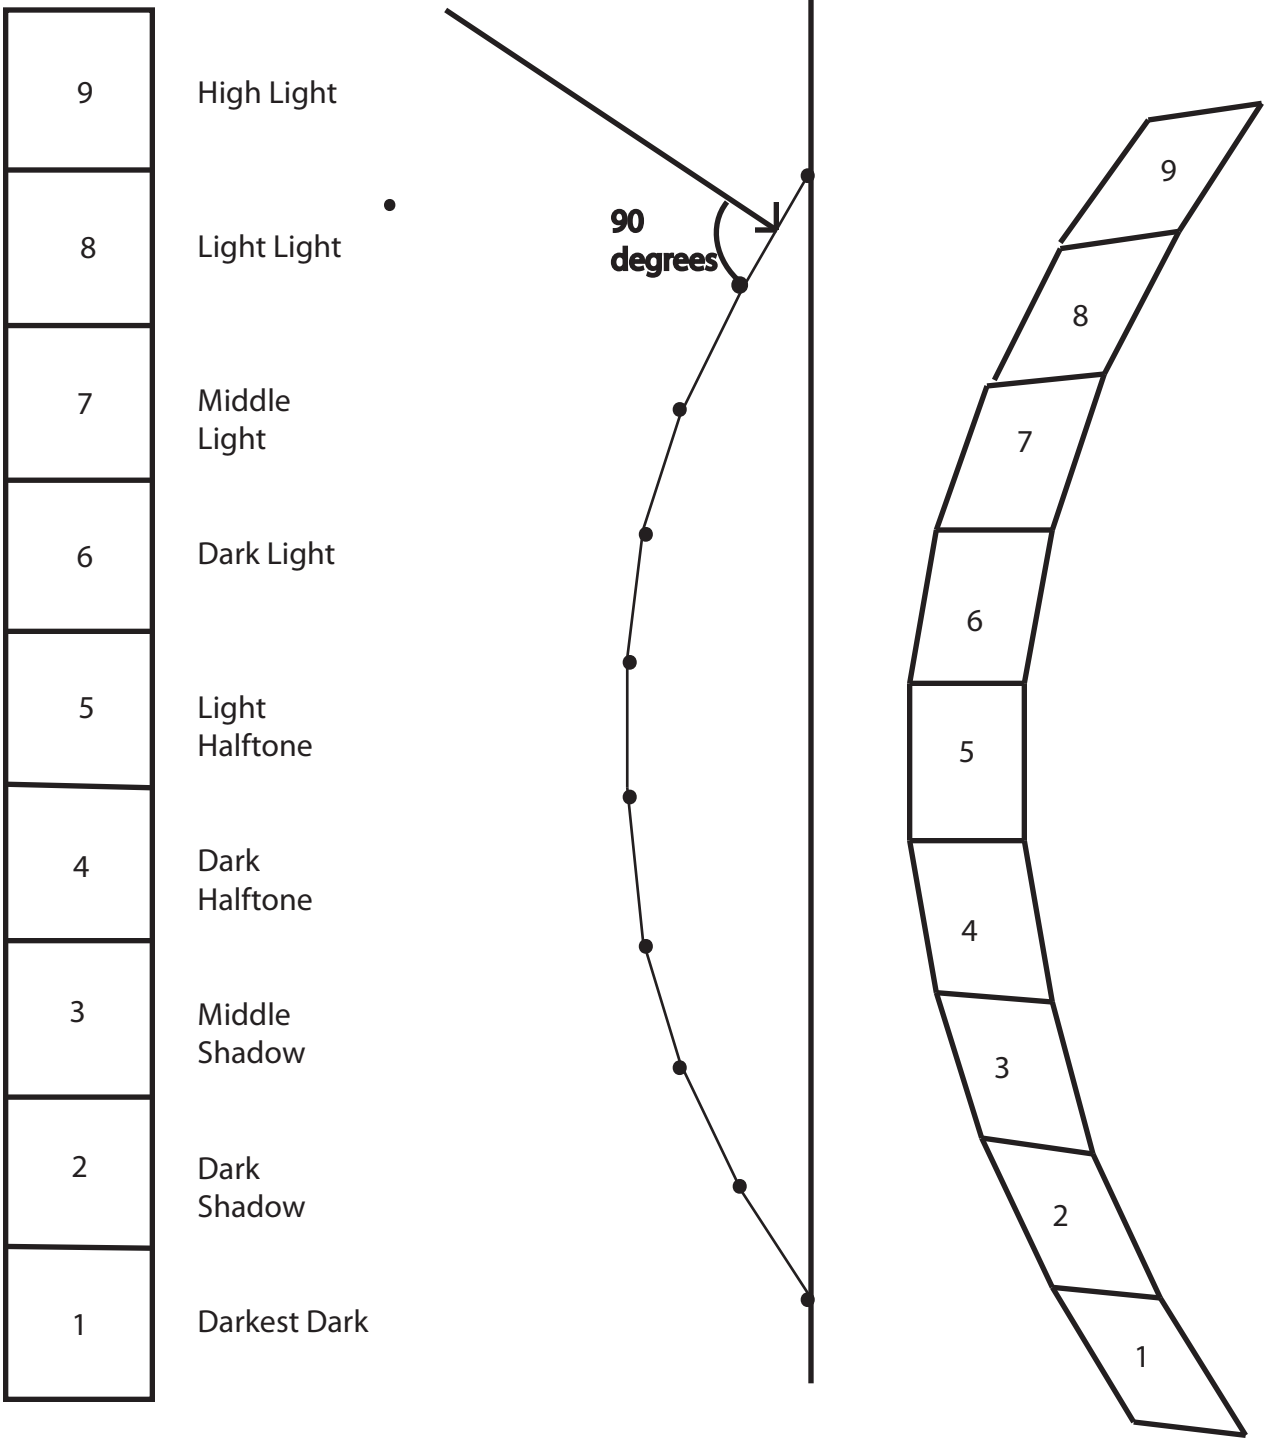 9 High Light
8 Light Light
7 Middle
Light
6 Dark Light
5 Light
Halftone
4 Dark
Halftone
3 Middle
Shadow
2 Dark
Shadow
1 Darkest Dark
90
degrees
9
8
7
6
5
4
3
2
1